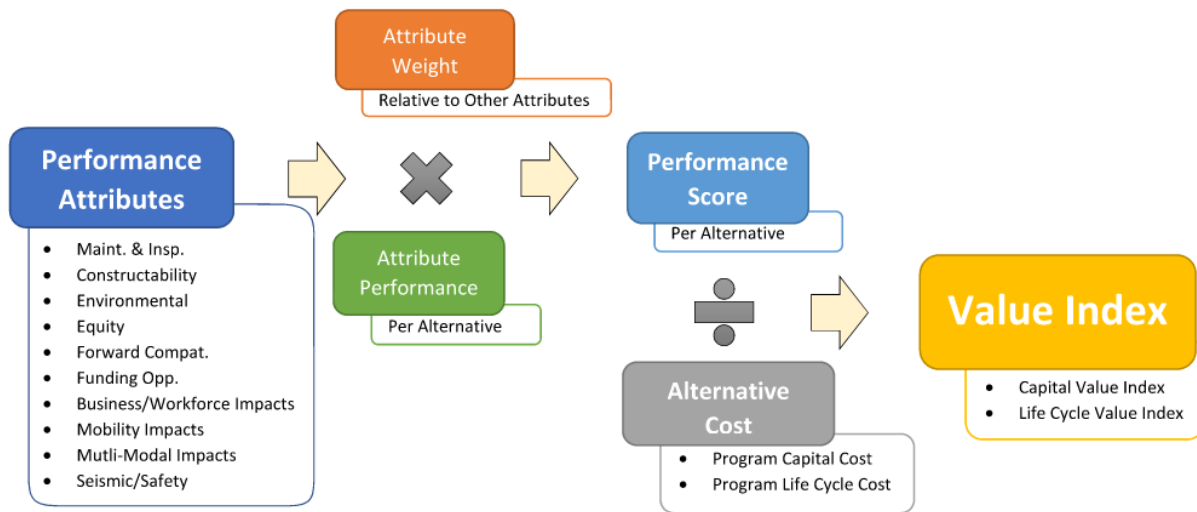 Attribute
Weight
Relative to Other Attributes
Performance
Attributes
• Maint. & Insp.
• Constructability
• Environmental
• Equity
• Forward Compat.
• Funding Opp.
• Business/Workforce Impacts
• Mobility Impacts
• Mutli-Modal Impacts
• Seismic/Safety
Attribute
Performance
Per Alternative
Performance
Score
Per Alternative
Alternative
Cost
• Program Capital Cost
• Program Life Cycle Cost
Value Index
• Capital Value Index
• Life Cycle Value Index